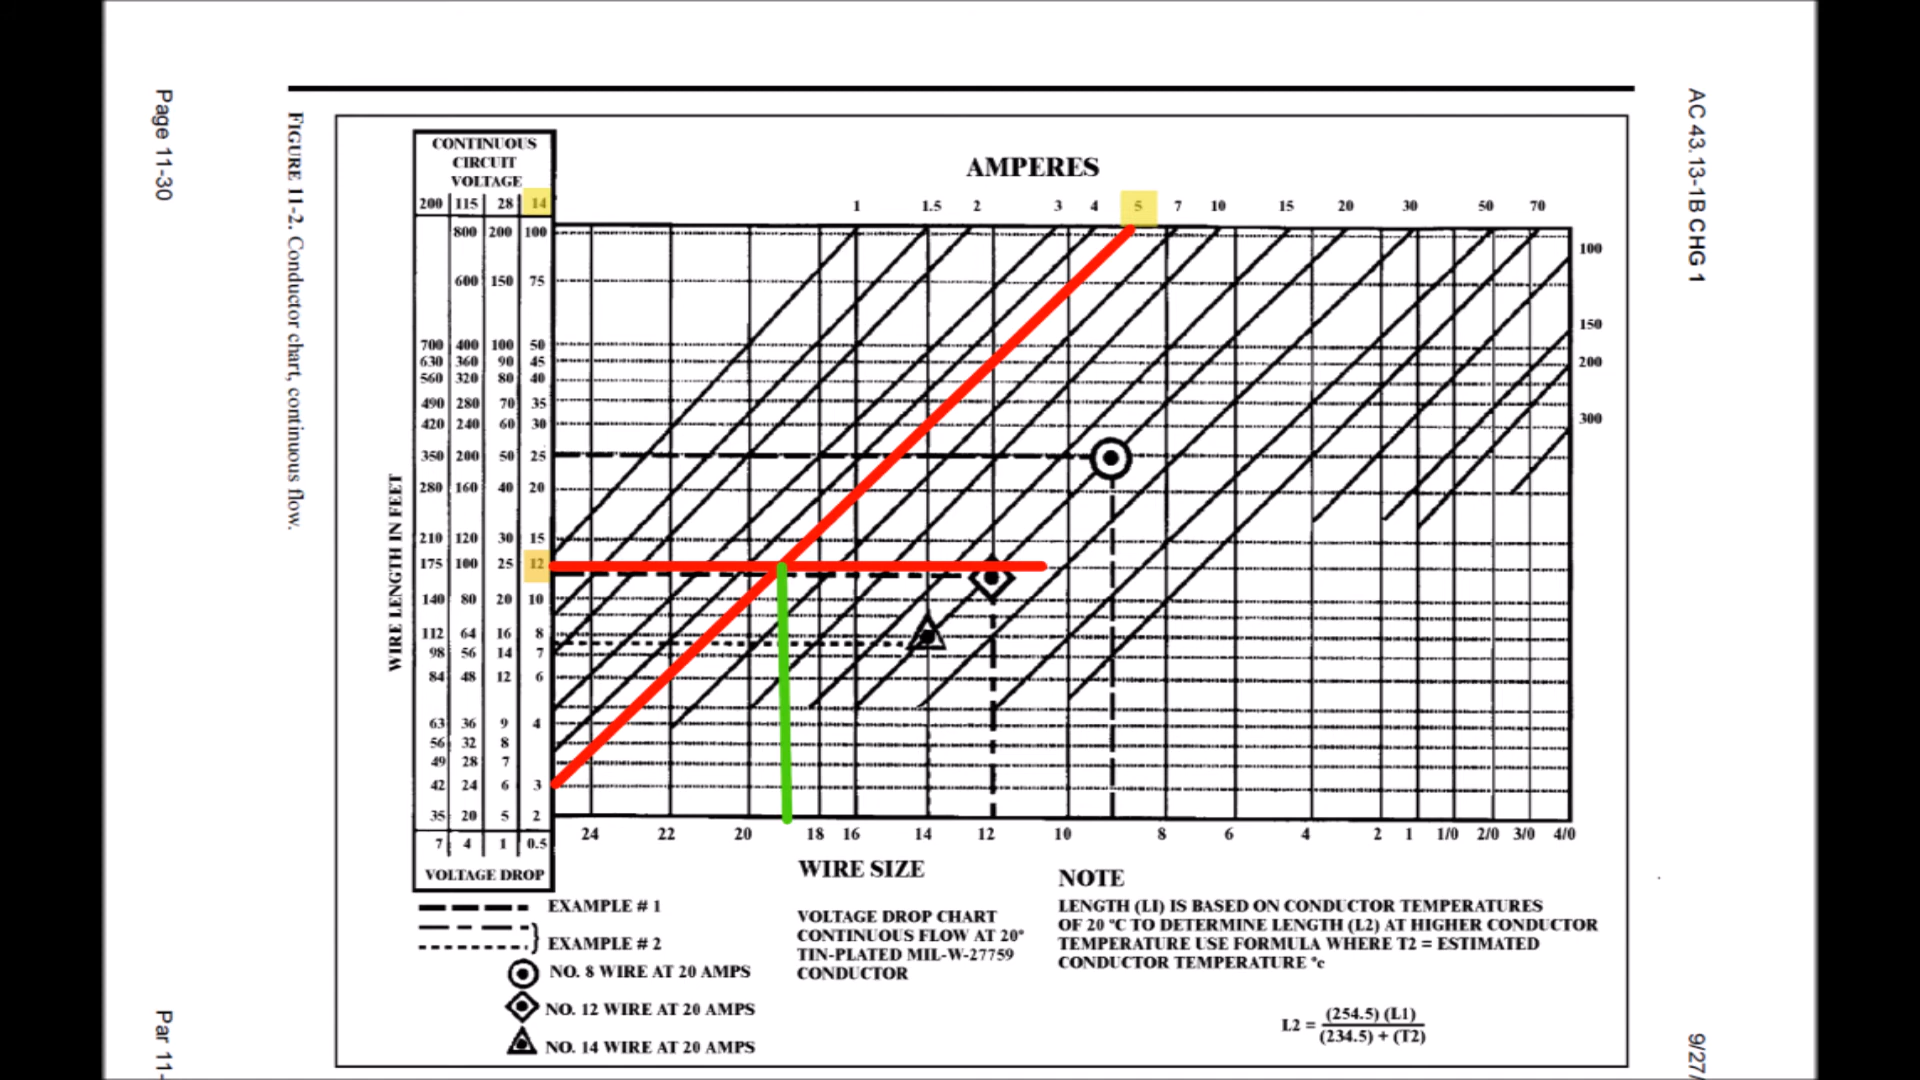 Page 11-30
FIGURE 11-2. Conductor chart, continuous flow.
AC 43.13-1B CHG 1
CONTINUOUS
CIRCUIT
VOLTAGE
200 115 28 14
AMPERES
1 1.5 2 3 4 5 7 10 15 20 30 50 70
800 200 100
100
600 150 75
150
700 400 100 50
630 360 90 45
200
560 320 80 40
490 280 70 35
300
420 240 60 30
350 200 50 25
280 160 40 20
210 120 30 15
175 100 25 12
140 80 20 10
112 64 16 8
98 56 14 7
84 48 12 6
63 36 9 4
56 32 8
49 28 7
42 24 6 3
35 20 5 2
WIRE LENGTH IN FEET
7 4 1 0.5
VOLTAGE DROP
24 22 20 18 16 14 12 10 8 6 4 2 1 1/0 2/0 3/0 4/0
WIRE SIZE
EXAMPLE # 1
EXAMPLE # 2
NO. 8 WIRE AT 20 AMPS
NO. 12 WIRE AT 20 AMPS
NO. 14 WIRE AT 20 AMPS
VOLTAGE DROP CHART
CONTINUOUS FLOW AT 20°
TIN-PLATED MIL-W-27759
CONDUCTOR
NOTE
LENGTH (LI) IS BASED ON CONDUCTOR TEMPERATURES
OF 20 °C TO DETERMINE LENGTH (L2) AT HIGHER CONDUCTOR
TEMPERATURE USE FORMULA WHERE T2 = ESTIMATED
CONDUCTOR TEMPERATURE °c
L2 = (254.5) (L1)
(234.5) + (T2)
Par 11-
9/27/